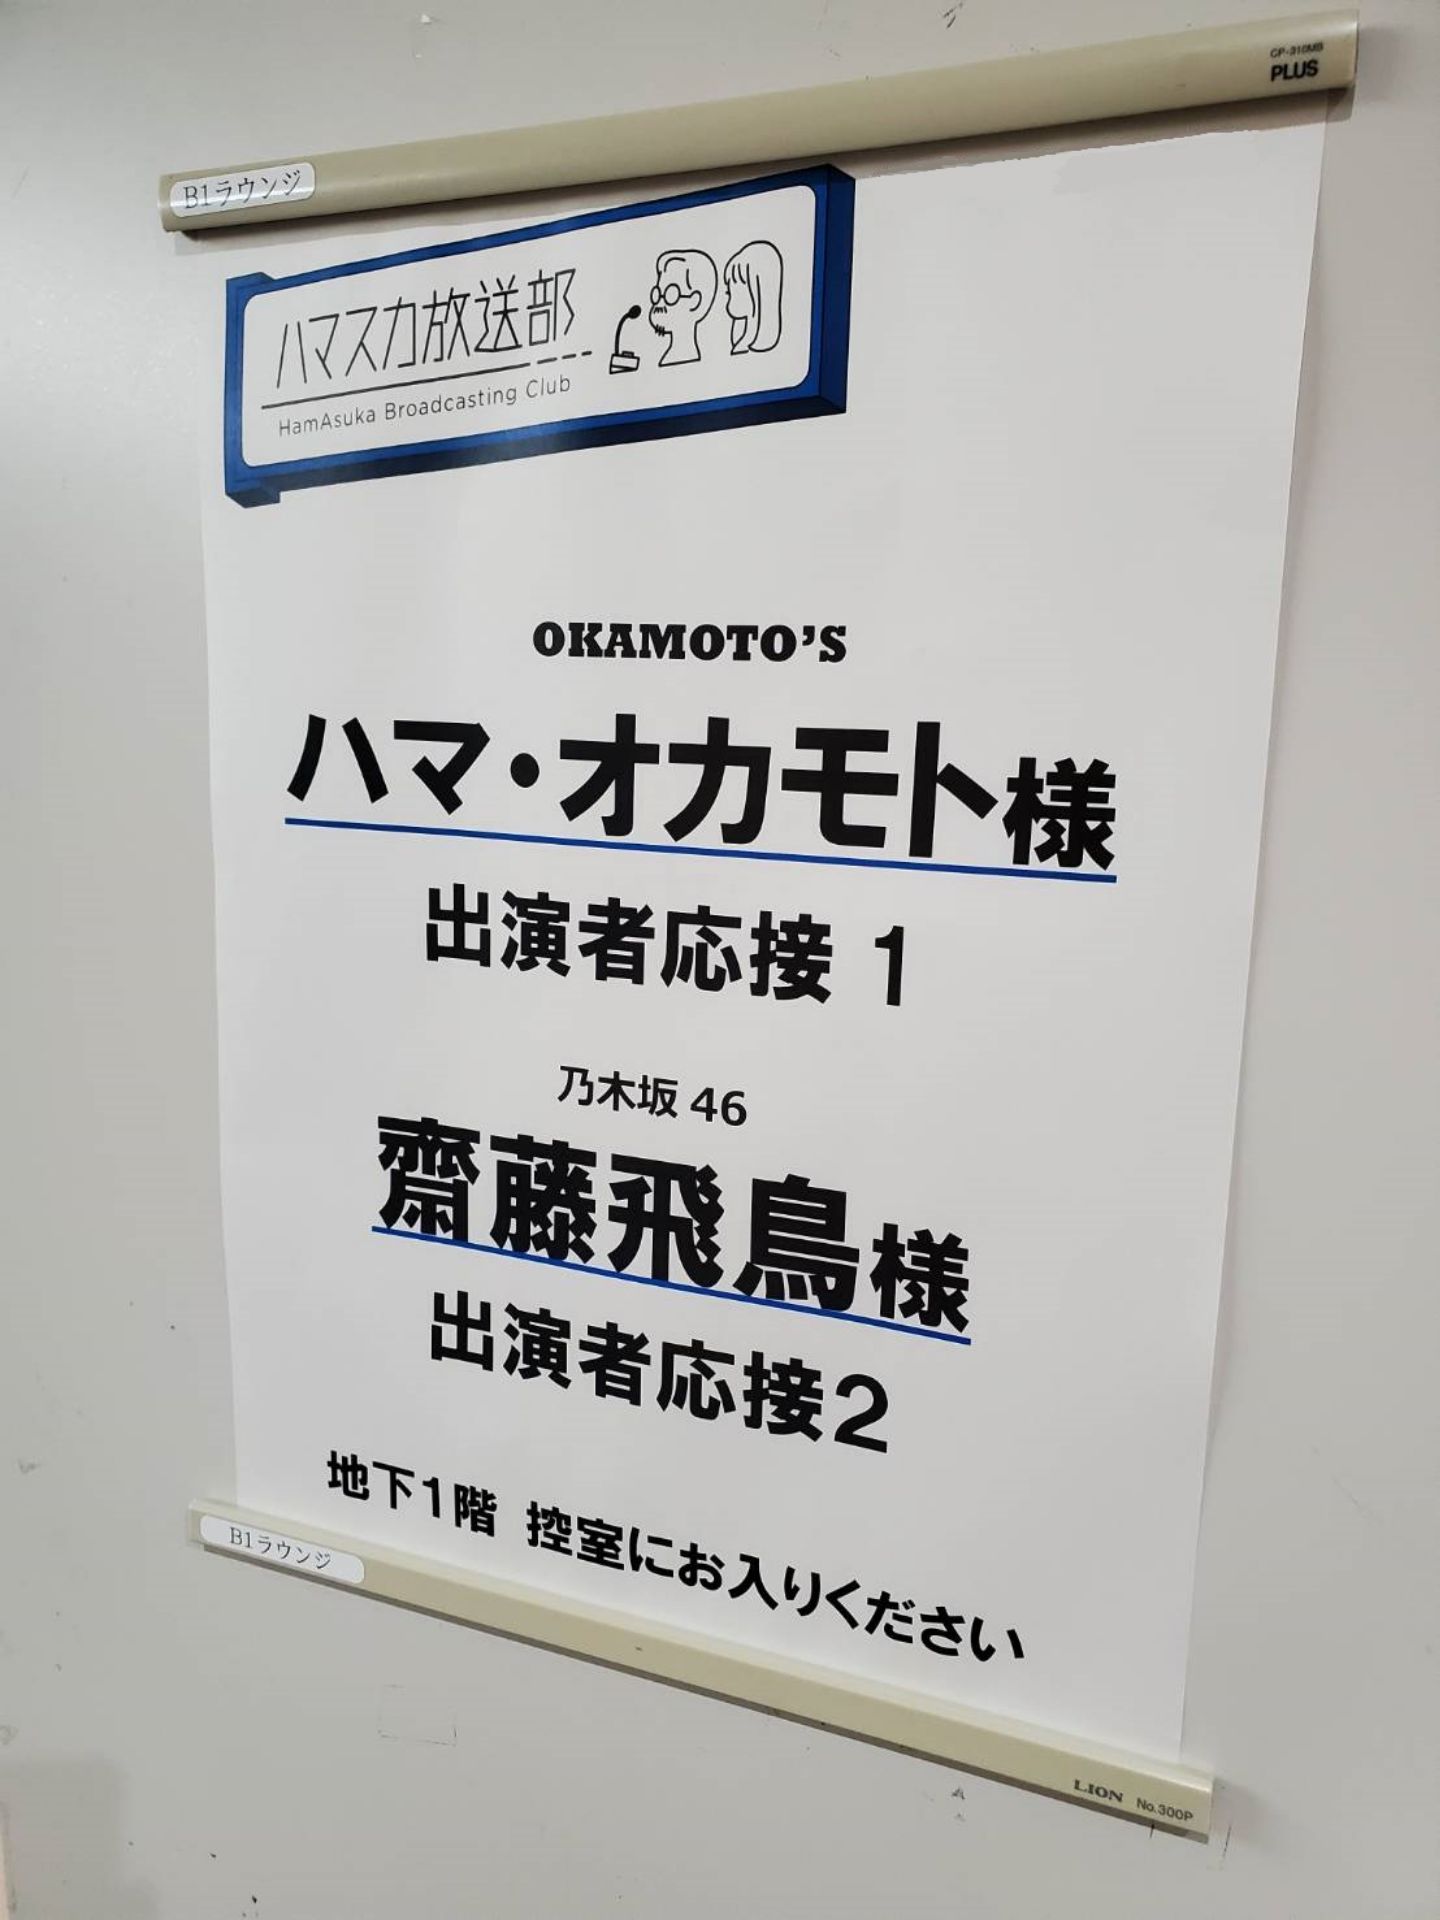 CP-310MB
PLUS
B1ラウンジ
ハマスカ放送部
HamAsuka Broadcasting Club
OKAMOTO'S
ハマ・オカモト様
出演者応接 1
乃木坂 46
齋藤飛鳥様
出演者応接2
地下1階 控室にお入りください
B1ラウンジ
LION No.300P